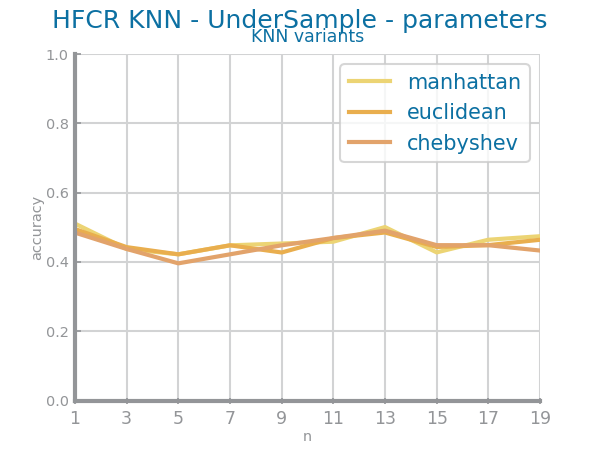 HFCR KNN - UnderSample - parameters
KNN variants
manhattan
euclidean
chebyshev
accuracy
1.0
0.8
0.6
0.4
0.2
0.0
1 3 5 7 9 11 13 15 17 19
n